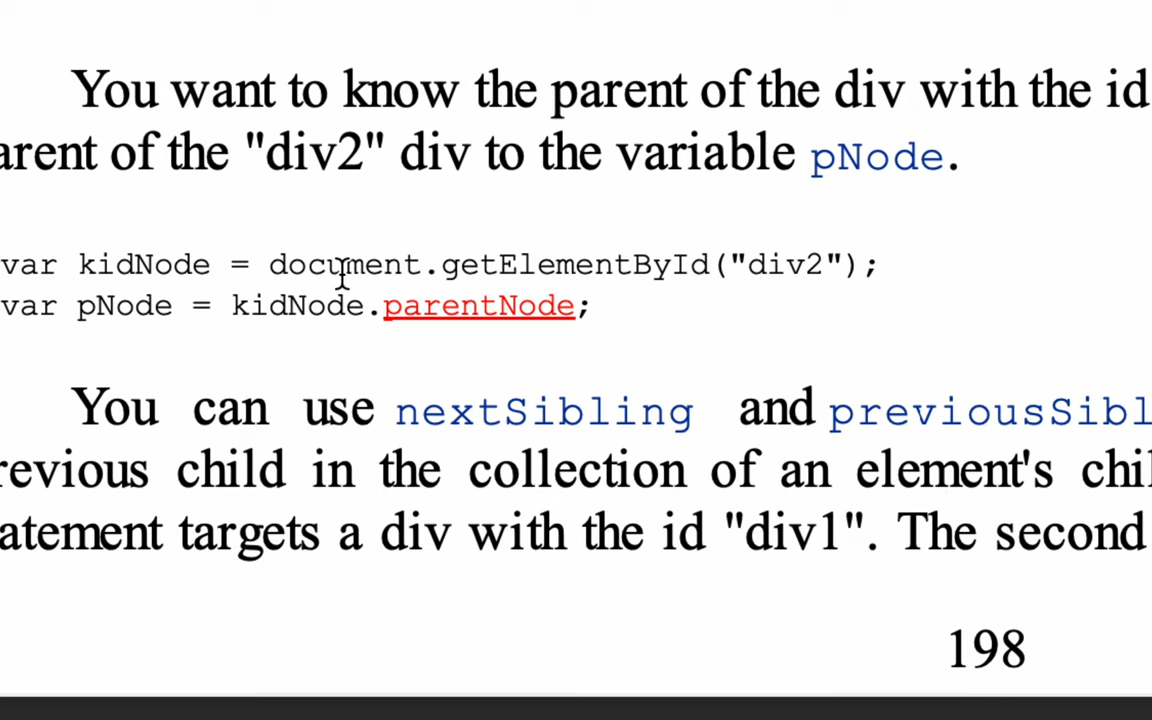 You want to know the parent of the div with the id
arent of the "div2" div to the variable pNode.
var kidNode = document.getElementById("div2");
var pNode = kidNode.parentNode;
You can use nextSibling and previousSibl
revious child in the collection of an element's chil
atement targets a div with the id "div1". The second
198